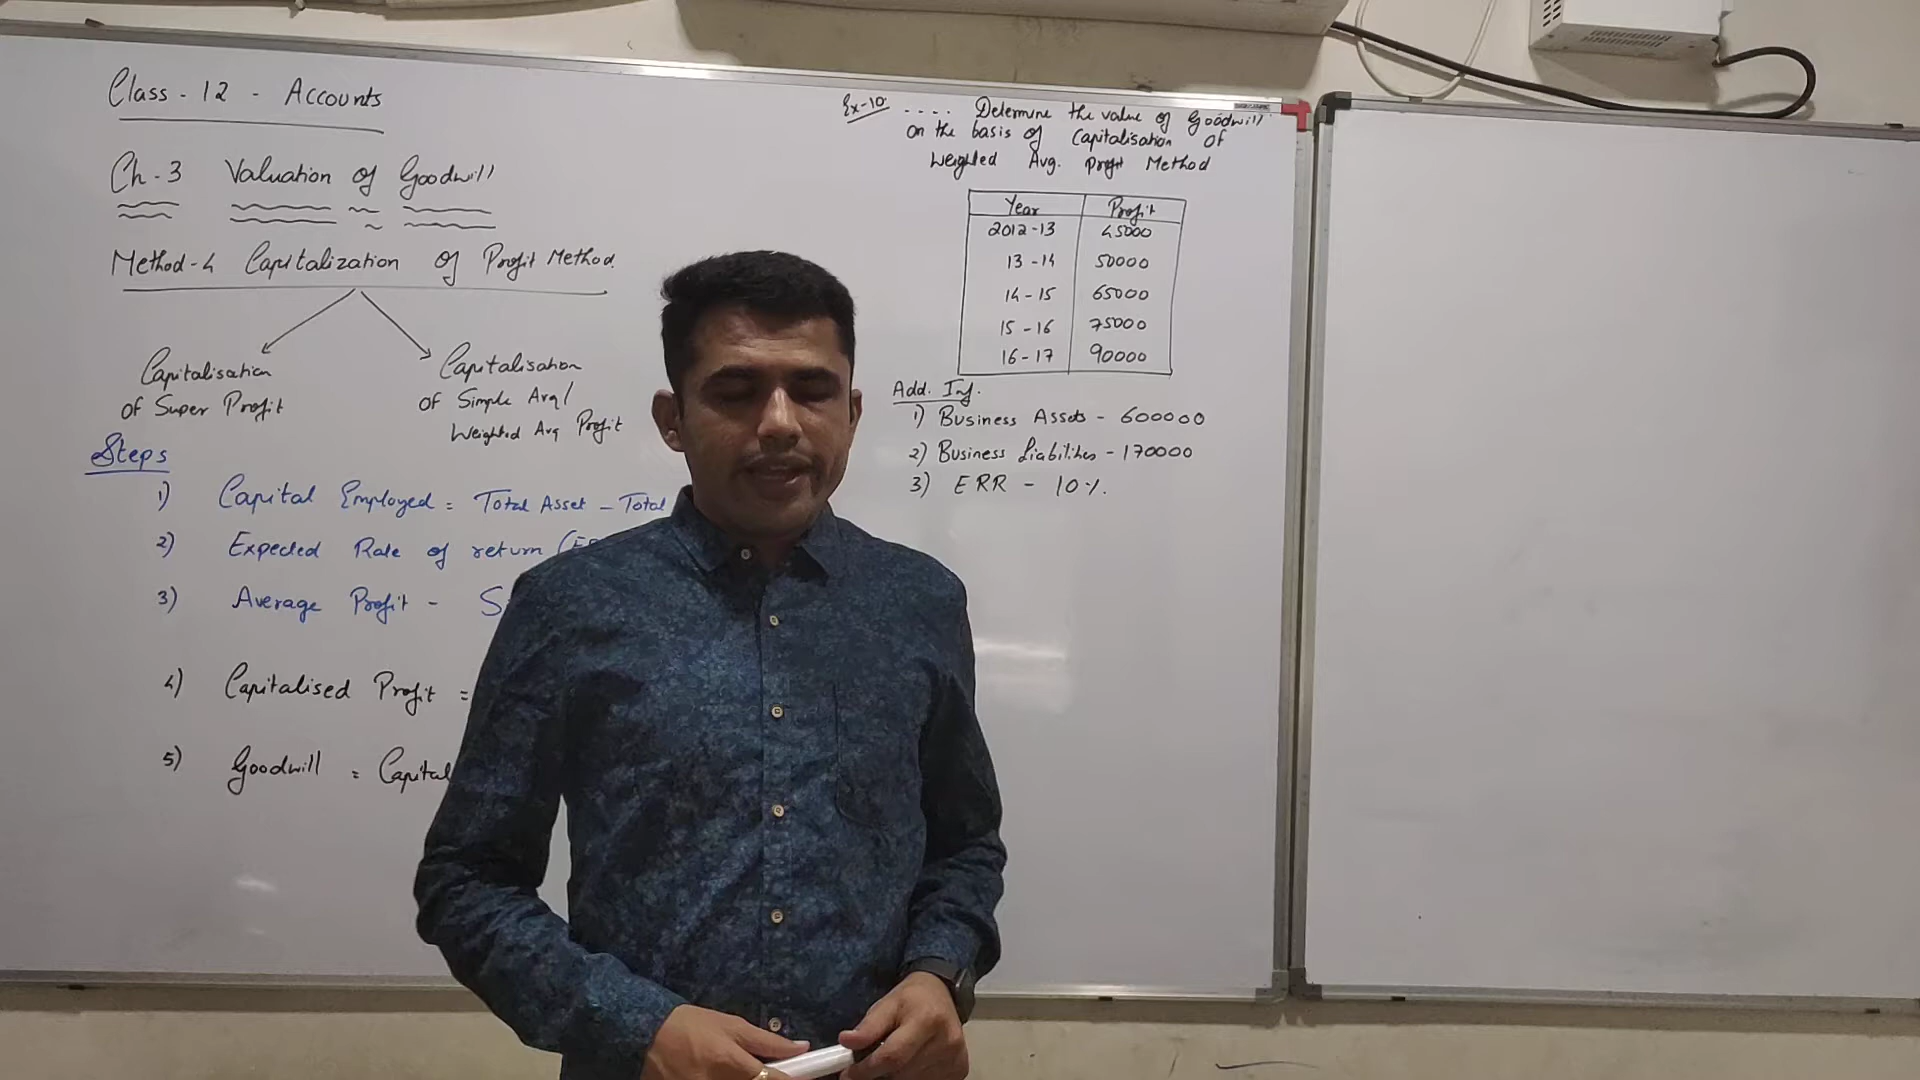 Class - 12 - Accounts
Ch. 3 Valuation of Goodwill
Method-4 Capitalization of Profit Method.
Capitalisation
of Super Profit
Capitalisation
of Simple Avg/
Weighted Avg Profit
Steps
1) Capital Employed = Total Asset - Total
2) Expected Rate of return
3) Average Profit -
4) Capitalised Profit =
5) Goodwill = Capital
Ex-10 .... Determine the value of Goodwill
on the basis of Capitalisation of
Weighted Avg. Profit Method
Year Profit
2012-13 45000
13-14 50000
14-15 65000
15-16 75000
16-17 90000
Add. Inf.
1) Business Assets - 600000
2) Business Liabilities - 170000
3) ERR - 10%.